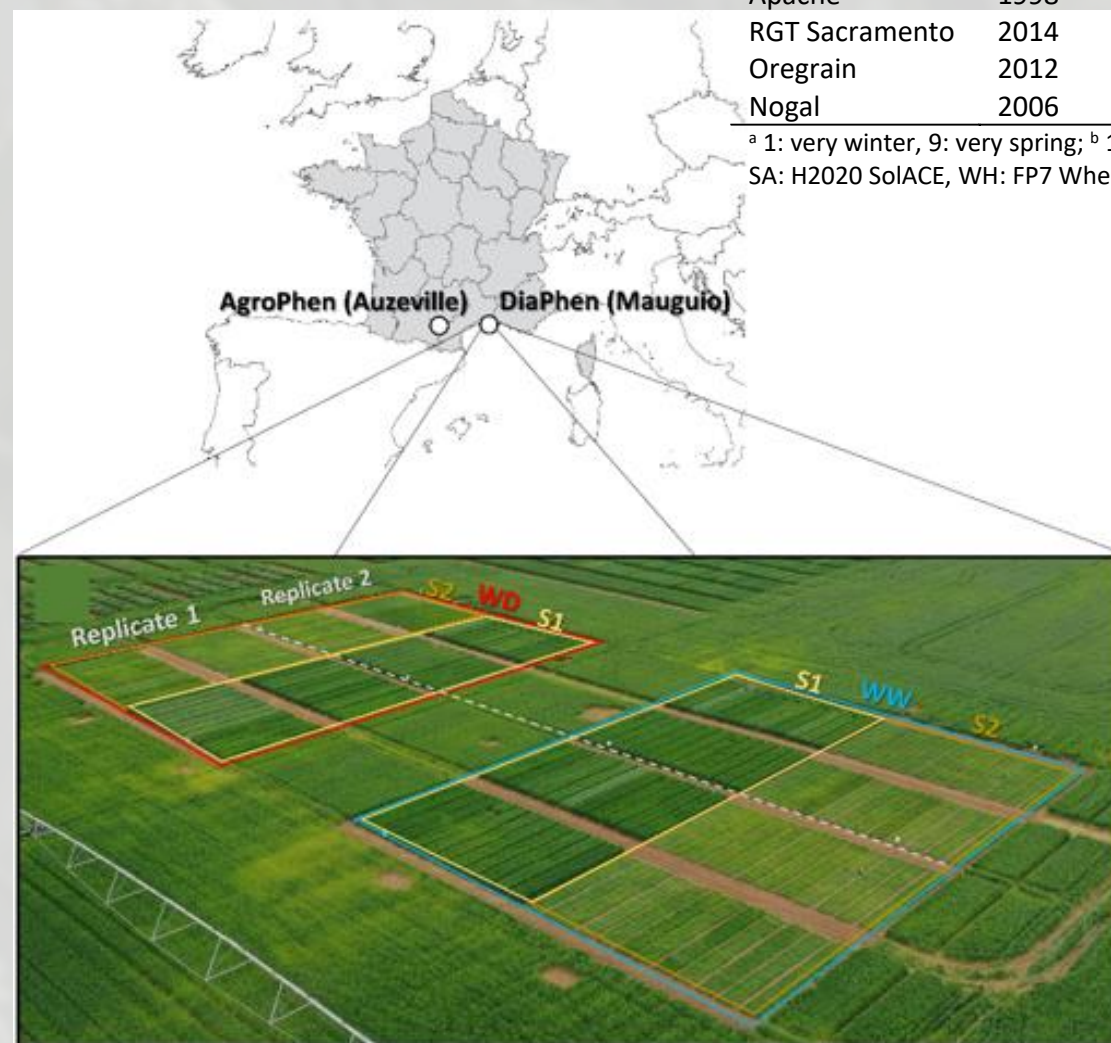 Apache 1998
RGT Sacramento 2014
Oregrain 2012
Nogal 2006
ᵃ 1: very winter, 9: very spring; ᵇ 1
SA: H2020 SolACE, WH: FP7 Whe
AgroPhen (Auzeville) DiaPhen (Mauguio)
Replicate 1
Replicate 2
S2
WD
S1
S1
WW
S2